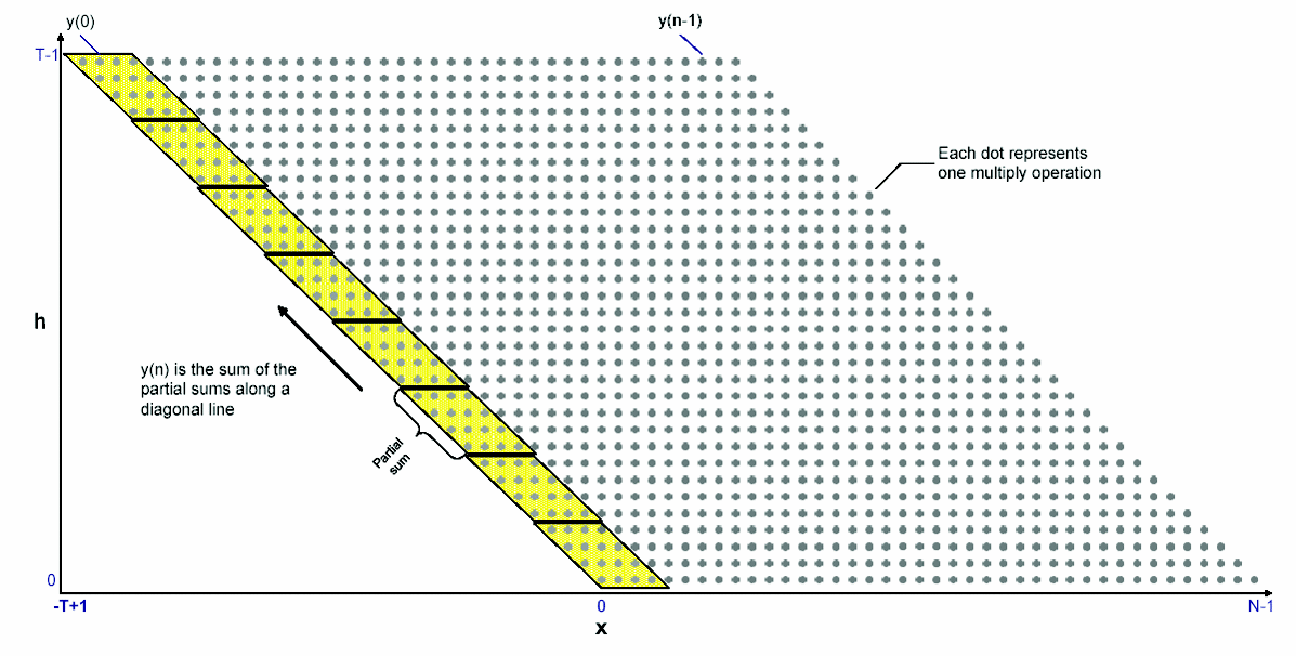 y(0)
y(n-1)
T-1
Each dot represents
one multiply operation
h
y(n) is the sum of the
partial sums along a
diagonal line
Partial
sum
0
-T+1
0
N-1
x